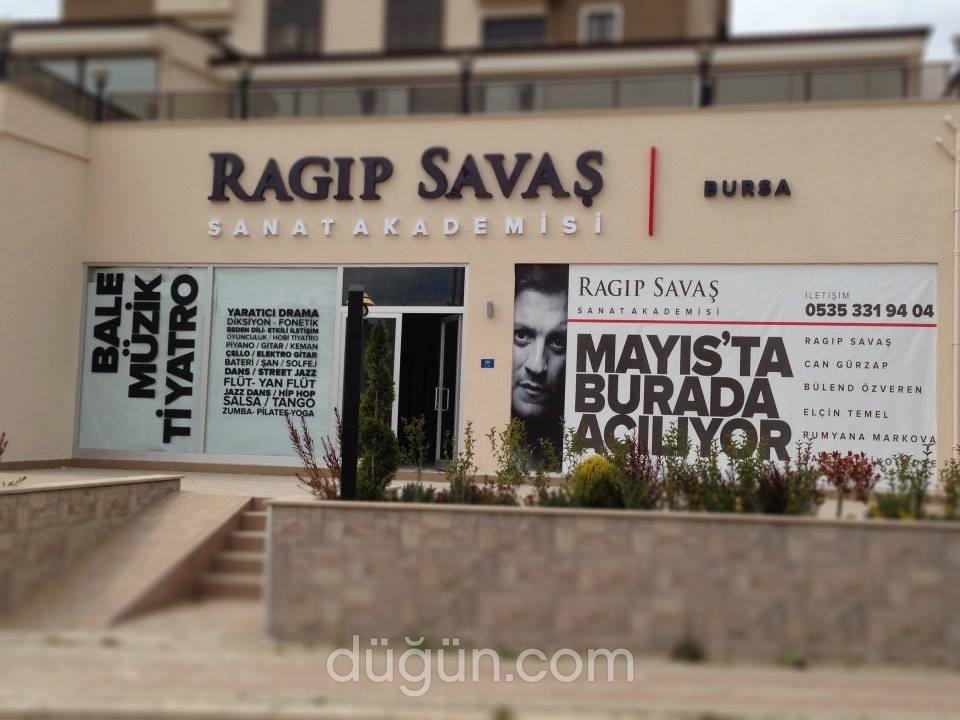 RAGIP SAVAŞ
SANAT AKADEMİSİ
BURSA
BALE
MÜZİK
TİYATRO
YARATICI DRAMA
DİKSİYON - FONETİK
BEDEN DİLİ- ETKİLİ İLETİŞİM
OYUNCULUK / HOBİ TİYATRO
PİYANO / GİTAR / KEMAN
ÇELLO / ELEKTRO GİTAR
BATERİ / ŞAN / SOLFEJ
DANS / STREET JAZZ
FLÜT- YAN FLÜT
JAZZ DANS / HİP HOP
SALSA / TANGO
ZUMBA- PİLATES-YOGA
RAGIP SAVAŞ
SANAT AKADEMİSİ
İLETİŞİM
0535 331 94 04
MAYIS'TA
BURADA
AÇILIYOR
RAGIP SAVAŞ
CAN GÜRZAP
BÜLEND ÖZVEREN
ELÇİN TEMEL
RUMYANA MARKOVA
düğün.com